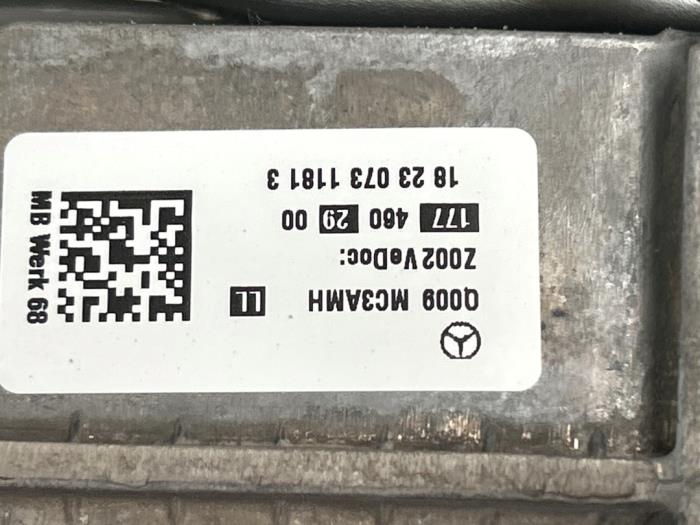 Q009 MC3AMH LL
Z002 VeDoc:
177 460 29 00
18 23 073 1181 3
MB Werk 68